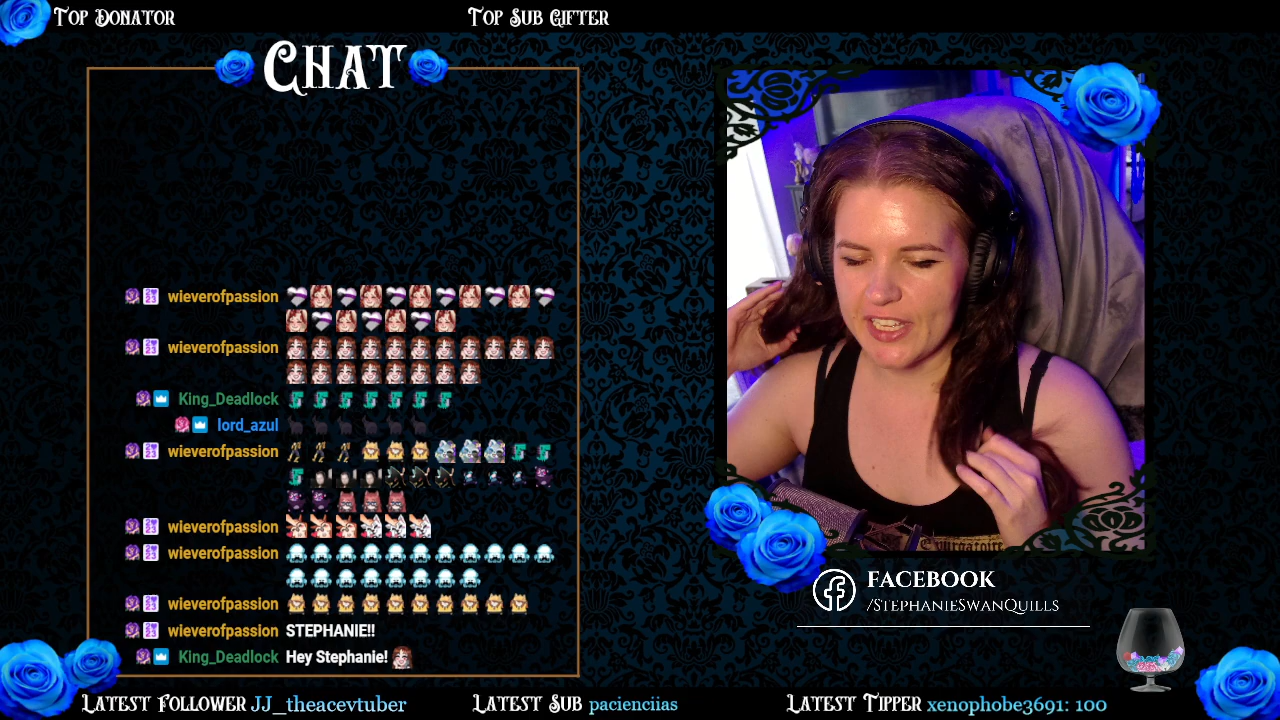 Top Donator
Top Sub Gifter
Chat
wieverofpassion
wieverofpassion
King_Deadlock
lord_azul
wieverofpassion
wieverofpassion
wieverofpassion
wieverofpassion
wieverofpassion STEPHANIE!!
King_Deadlock Hey Stephanie!
Facebook
/StephanieSwanQuills
Latest Follower JJ_theacevtuber
Latest Sub pacienciias
Latest Tipper xenophobe3691: 100